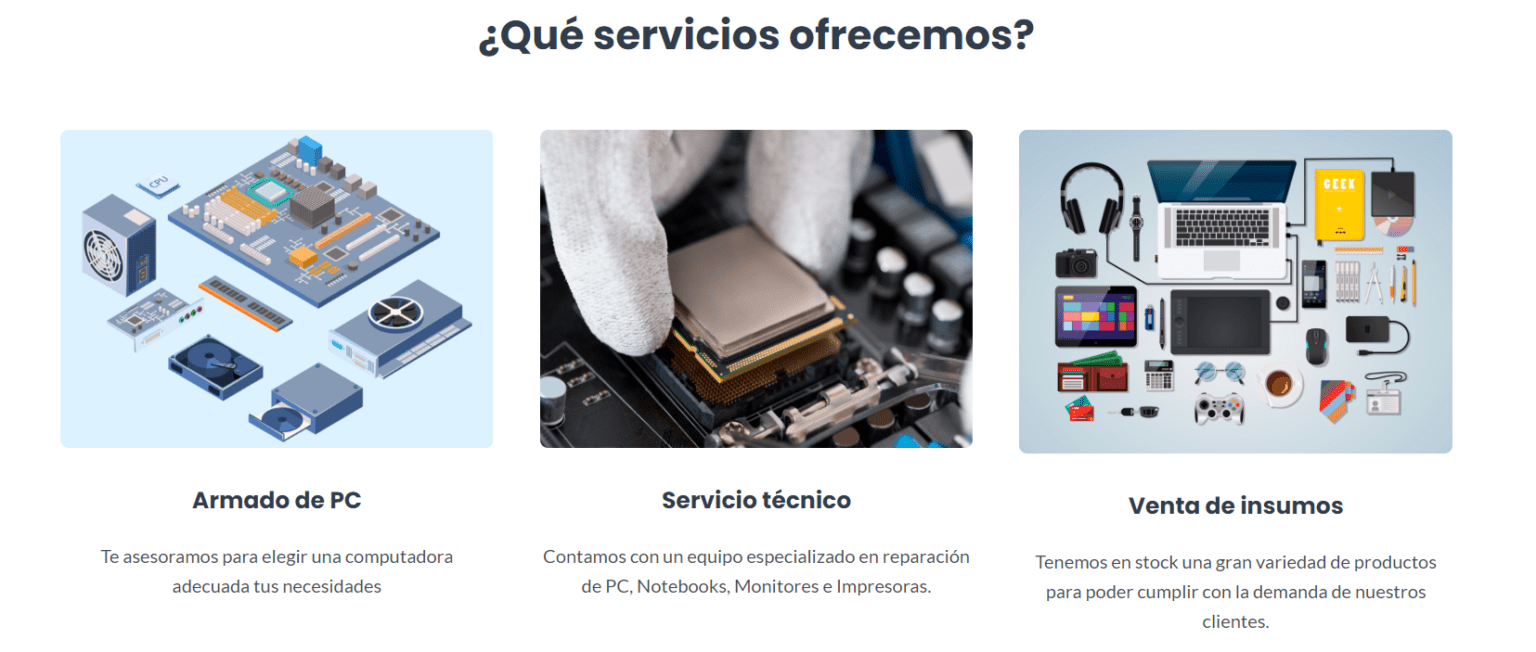 ¿Qué servicios ofrecemos?
CPU
GEEK
Armado de PC
Te asesoramos para elegir una computadora
adecuada tus necesidades
Servicio técnico
Contamos con un equipo especializado en reparación
de PC, Notebooks, Monitores e Impresoras.
Venta de insumos
Tenemos en stock una gran variedad de productos
para poder cumplir con la demanda de nuestros
clientes.